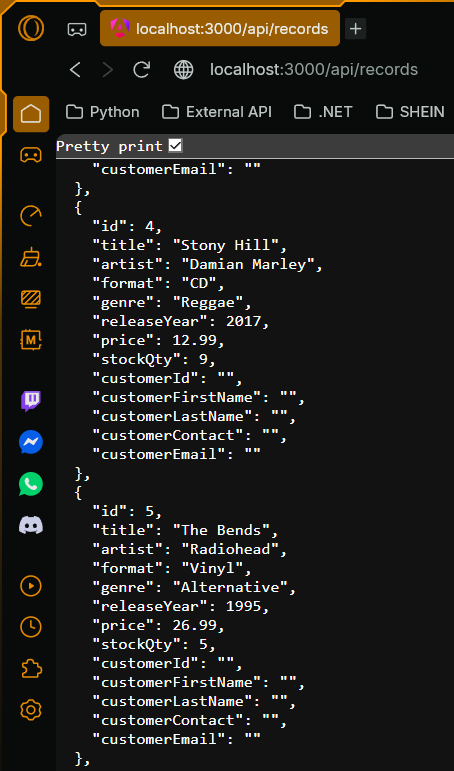 localhost:3000/api/records
localhost:3000/api/records
Python External API .NET SHEIN
Pretty print
"customerEmail": ""
},
{
"id": 4,
"title": "Stony Hill",
"artist": "Damian Marley",
"format": "CD",
"genre": "Reggae",
"releaseYear": 2017,
"price": 12.99,
"stockQty": 9,
"customerId": "",
"customerFirstName": "",
"customerLastName": "",
"customerContact": "",
"customerEmail": ""
},
{
"id": 5,
"title": "The Bends",
"artist": "Radiohead",
"format": "Vinyl",
"genre": "Alternative",
"releaseYear": 1995,
"price": 26.99,
"stockQty": 5,
"customerId": "",
"customerFirstName": "",
"customerLastName": "",
"customerContact": "",
"customerEmail": ""
},
M